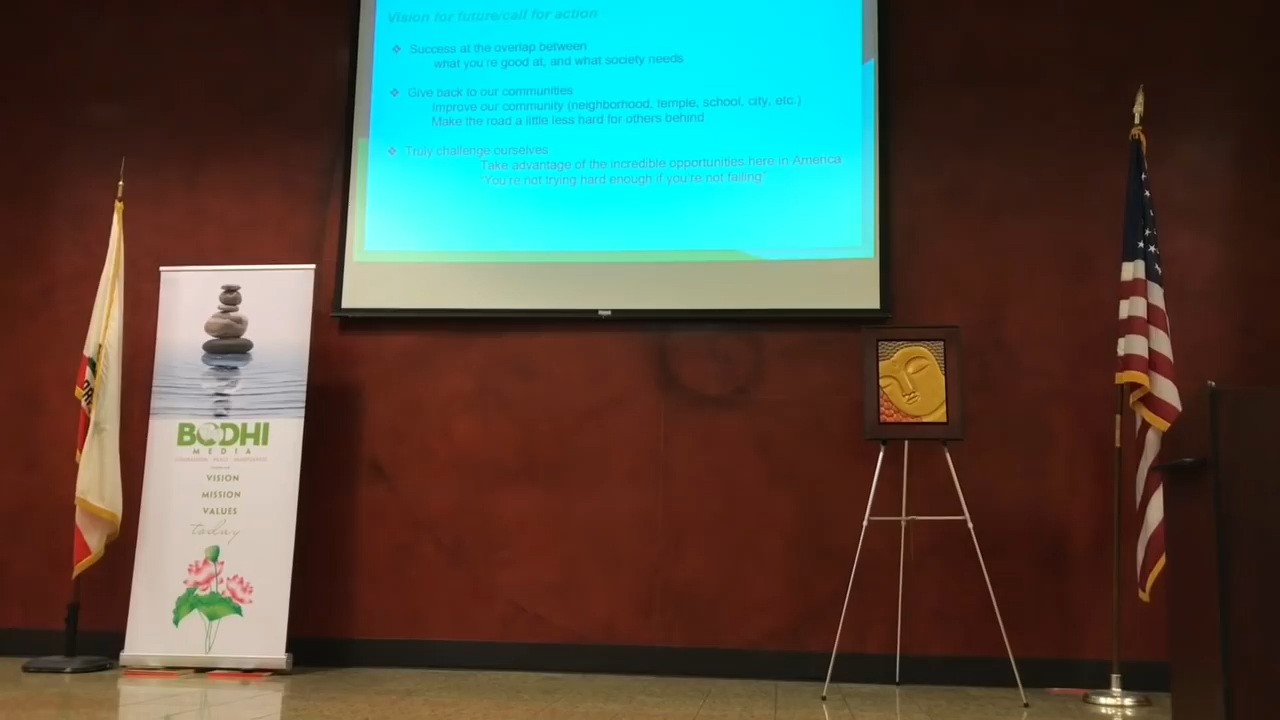 Vision for future/call for action
❖ Success at the overlap between
what you're good at, and what society needs
❖ Give back to our communities
Improve our community (neighborhood, temple, school, city, etc.)
Make the road a little less hard for others behind
❖ Truly challenge ourselves
Take advantage of the incredible opportunities here in America
"You're not trying hard enough if you're not failing"
BODHI
MEDIA
VISION
MISSION
VALUES
today